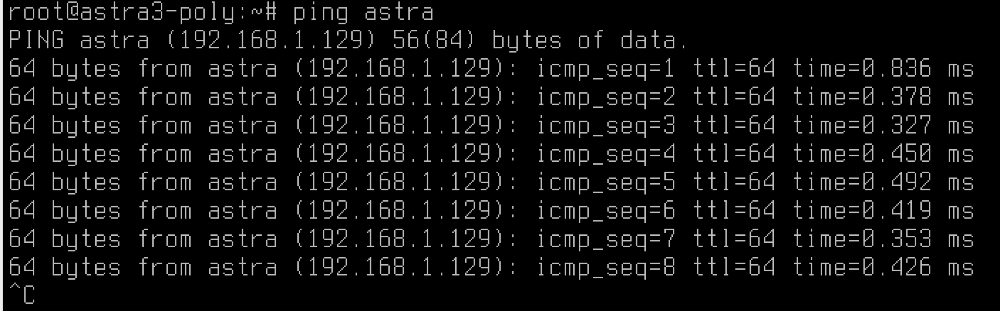 root@astra3-poly:~# ping astra
PING astra (192.168.1.129) 56(84) bytes of data.
64 bytes from astra (192.168.1.129): icmp_seq=1 ttl=64 time=0.836 ms
64 bytes from astra (192.168.1.129): icmp_seq=2 ttl=64 time=0.378 ms
64 bytes from astra (192.168.1.129): icmp_seq=3 ttl=64 time=0.327 ms
64 bytes from astra (192.168.1.129): icmp_seq=4 ttl=64 time=0.450 ms
64 bytes from astra (192.168.1.129): icmp_seq=5 ttl=64 time=0.492 ms
64 bytes from astra (192.168.1.129): icmp_seq=6 ttl=64 time=0.419 ms
64 bytes from astra (192.168.1.129): icmp_seq=7 ttl=64 time=0.353 ms
64 bytes from astra (192.168.1.129): icmp_seq=8 ttl=64 time=0.426 ms
^C